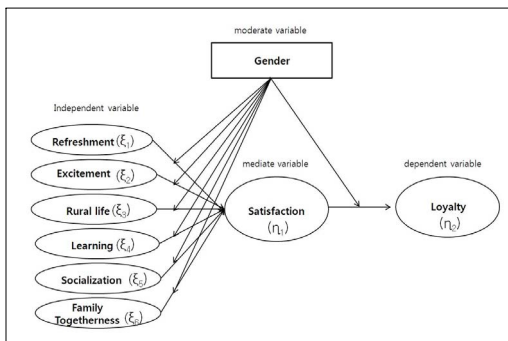 moderate variable
Gender
Independent variable
Refreshment(ξ₁)
Excitement (ξ₂)
Rural life(ξ₃)
Learning(ξ₄)
Socialization(ξ₅)
Family
Togetherness(ξ₆)
mediate variable
Satisfaction
(η₁)
dependent variable
Loyalty
(η₂)